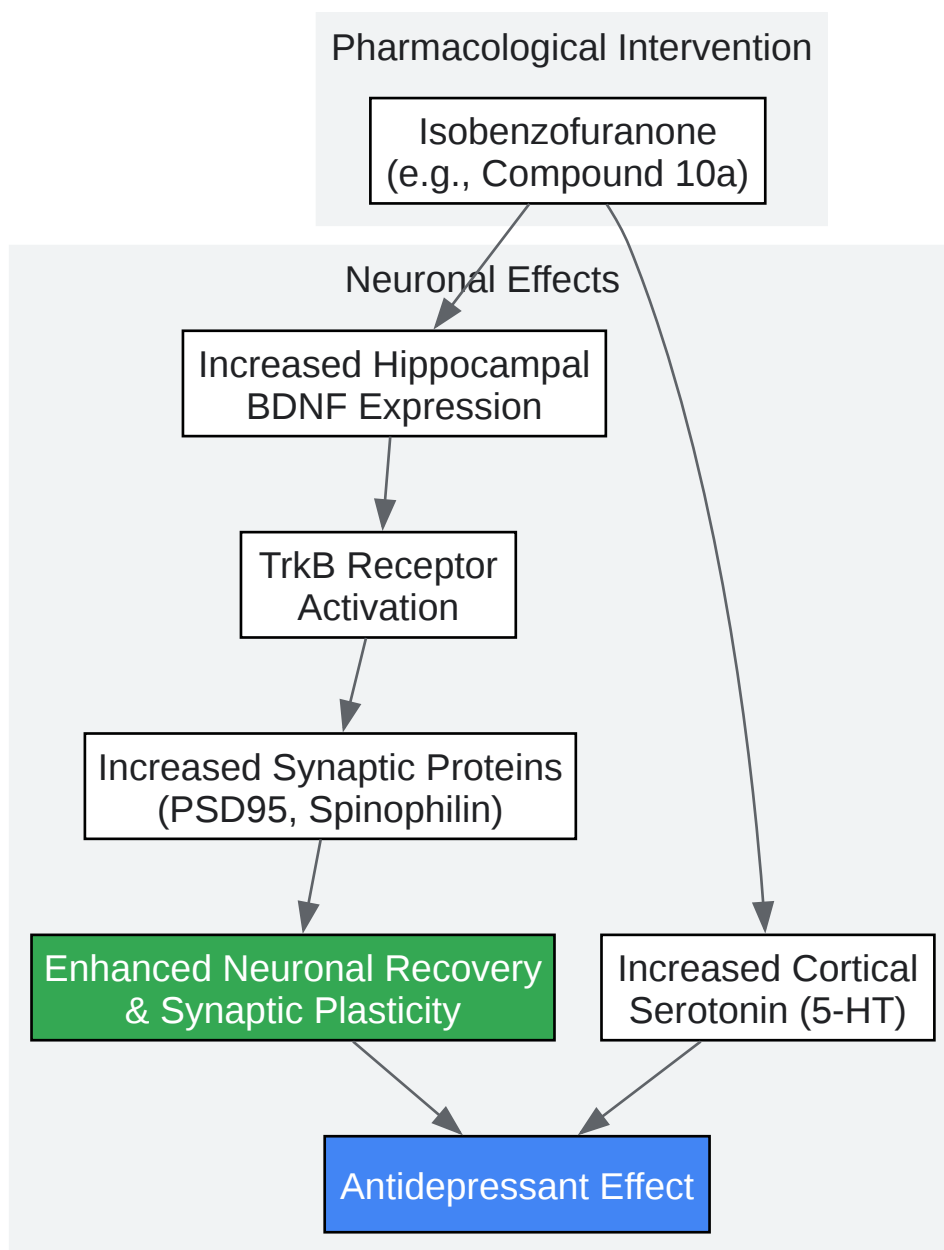 Pharmacological Intervention
Isobenzofuranone
(e.g., Compound 10a)
Neuronal Effects
Increased Hippocampal
BDNF Expression
TrkB Receptor
Activation
Increased Synaptic Proteins
(PSD95, Spinophilin)
Enhanced Neuronal Recovery
& Synaptic Plasticity
Increased Cortical
Serotonin (5-HT)
Antidepressant Effect